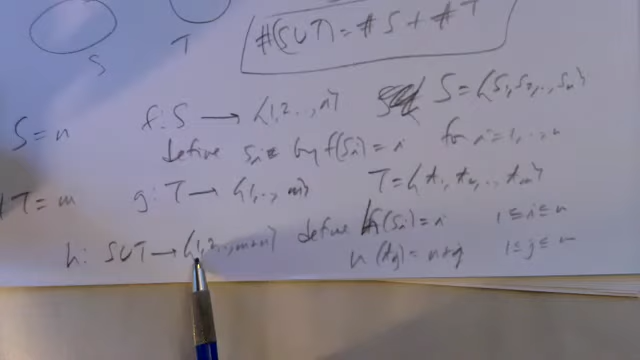 S T #(S∪T) = #S + #T
S = n f: S → {1,2,..,n} S = {s₁,s₂,..,sₙ}
define sᵢ by f(sᵢ) = i for i = 1,..,n
T = m g: T → {1,..,m} T = {t₁,t₂,..,tₘ}
h: S∪T → {1,2,..,m+n} define h(sᵢ) = i 1 ≤ i ≤ n
h(tⱼ) = n+j 1 ≤ j ≤ m